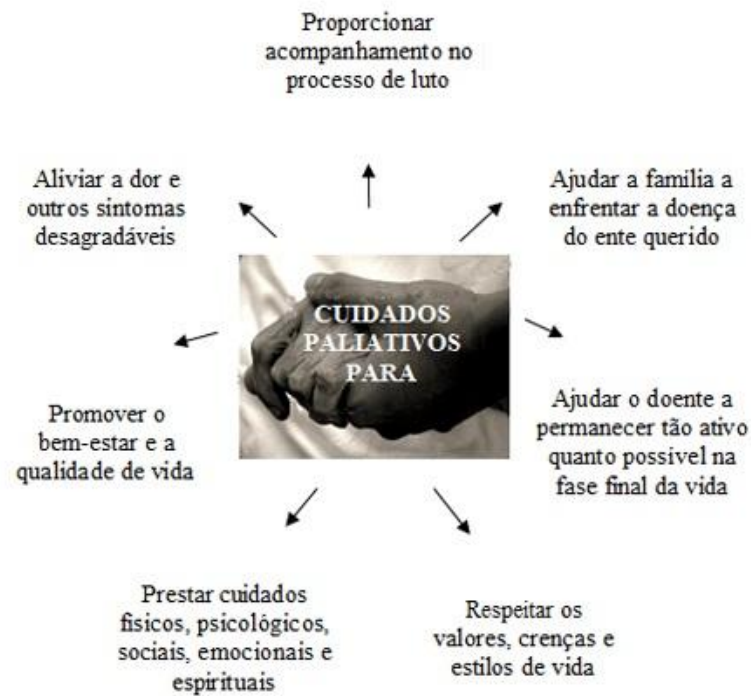 Proporcionar
acompanhamento no
processo de luto
Aliviar a dor e
outros sintomas
desagradáveis
Ajudar a família a
enfrentar a doença
do ente querido
CUIDADOS
PALIATIVOS
PARA
Promover o
bem-estar e a
qualidade de vida
Ajudar o doente a
permanecer tão ativo
quanto possível na
fase final da vida
Prestar cuidados
físicos, psicológicos,
sociais, emocionais e
espirituais
Respeitar os
valores, crenças e
estilos de vida